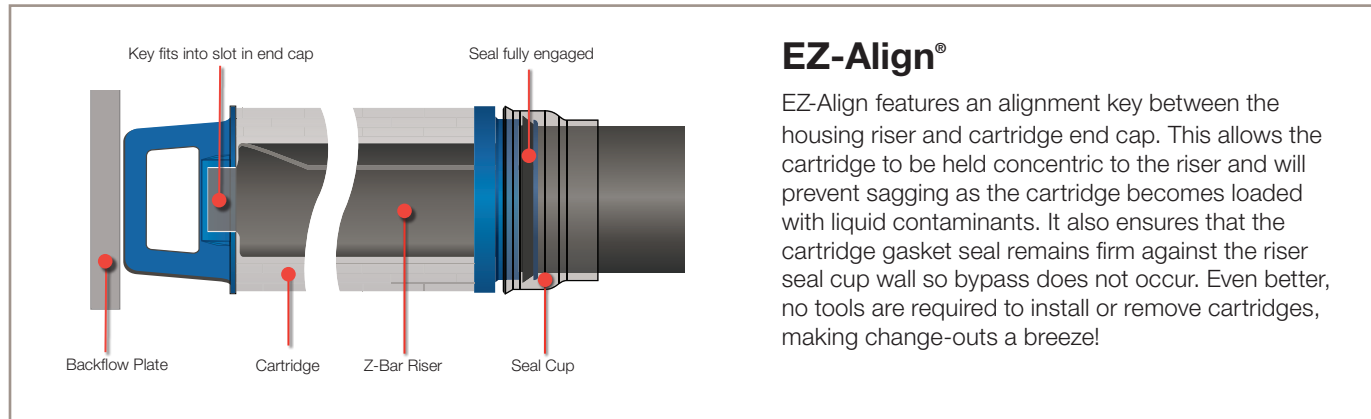 Key fits into slot in end cap
Seal fully engaged
Backflow Plate
Cartridge
Z-Bar Riser
Seal Cup
EZ-Align®
EZ-Align features an alignment key between the
housing riser and cartridge end cap. This allows the
cartridge to be held concentric to the riser and will
prevent sagging as the cartridge becomes loaded
with liquid contaminants. It also ensures that the
cartridge gasket seal remains firm against the riser
seal cup wall so bypass does not occur. Even better,
no tools are required to install or remove cartridges,
making change-outs a breeze!